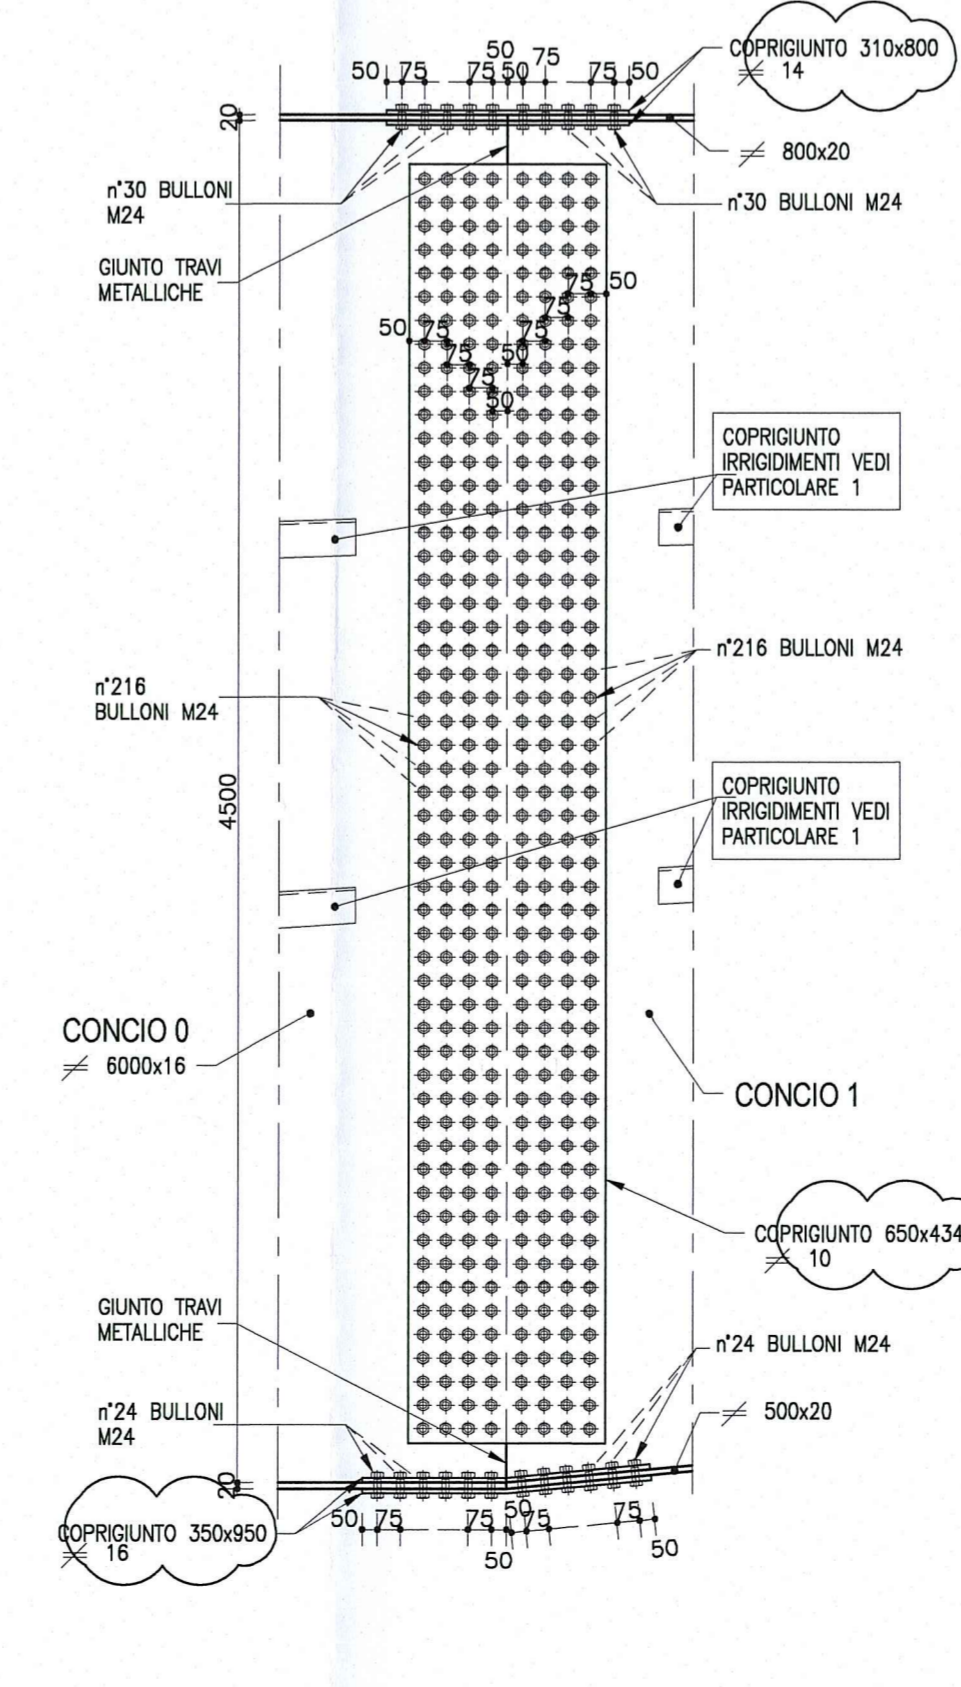 50
75
75
50
50
75
75
50
COPRIGIUNTO 310x800
14
20
800x20
n°30 BULLONI
M24
n°30 BULLONI M24
GIUNTO TRAVI
METALLICHE
75
50
75
50
75
75
75
50
75
50
COPRIGIUNTO
IRRIGIDIMENTI VEDI
PARTICOLARE 1
n°216 BULLONI M24
n°216
BULLONI M24
4500
COPRIGIUNTO
IRRIGIDIMENTI VEDI
PARTICOLARE 1
CONCIO 0
6000x16
CONCIO 1
COPRIGIUNTO 650x434
10
GIUNTO TRAVI
METALLICHE
n°24 BULLONI M24
n°24 BULLONI
M24
500x20
20
COPRIGIUNTO 350x950
16
50
75
75
50
50
75
75
50